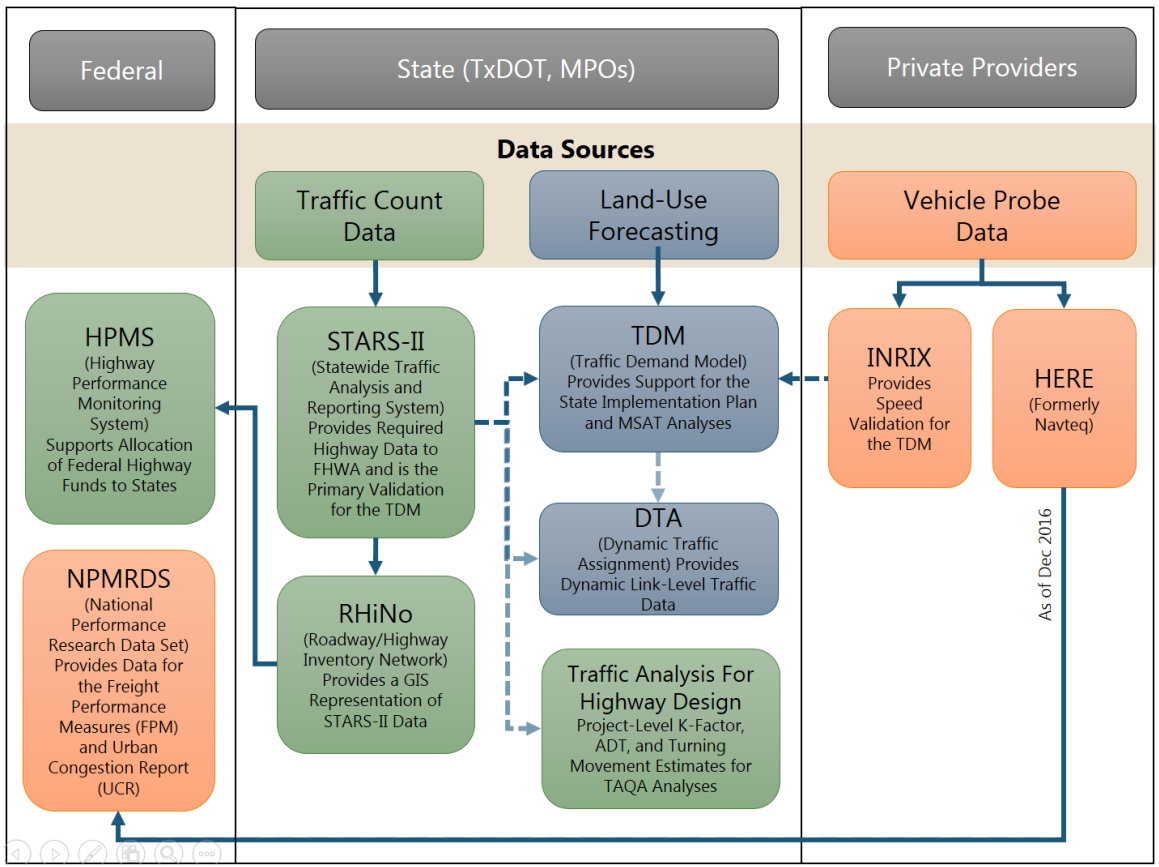 Federal
State (TxDOT, MPOs)
Private Providers
Data Sources
Traffic Count
Data
Land-Use
Forecasting
Vehicle Probe
Data
HPMS
(Highway
Performance
Monitoring
System)
Supports Allocation
of Federal Highway
Funds to States
STARS-II
(Statewide Traffic
Analysis and
Reporting System)
Provides Required
Highway Data to
FHWA and is the
Primary Validation
for the TDM
TDM
(Traffic Demand Model)
Provides Support for the
State Implementation Plan
and MSAT Analyses
INRIX
Provides
Speed
Validation for
the TDM
HERE
(Formerly
Navteq)
DTA
(Dynamic Traffic
Assignment) Provides
Dynamic Link-Level Traffic
Data
As of Dec 2016
NPMRDS
(National
Performance
Research Data Set)
Provides Data for
the Freight
Performance
Measures (FPM)
and Urban
Congestion Report
(UCR)
RHiNo
(Roadway/Highway
Inventory Network)
Provides a GIS
Representation of
STARS-II Data
Traffic Analysis For
Highway Design
Project-Level K-Factor,
ADT, and Turning
Movement Estimates for
TAQA Analyses